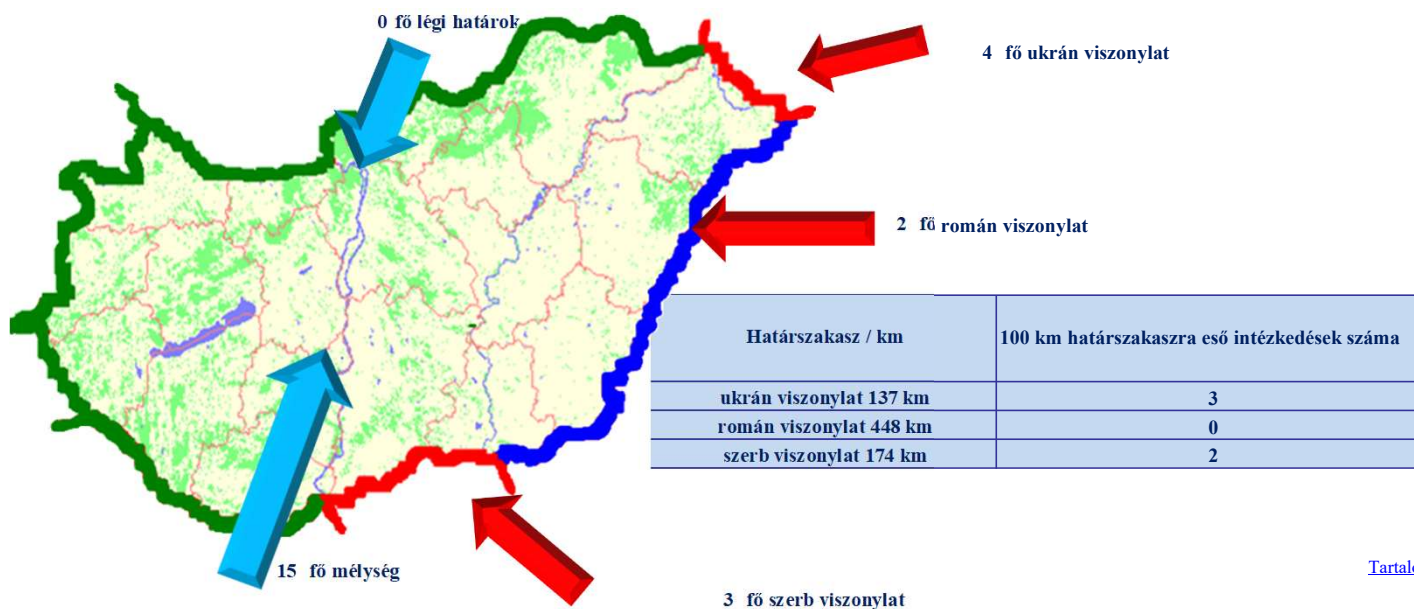 0 fő légi határok
4 fő ukrán viszonylat
2 fő román viszonylat
Határszakasz / km 100 km határszakaszra eső intézkedések száma
ukrán viszonylat 137 km 3
román viszonylat 448 km 0
szerb viszonylat 174 km 2
15 fő mélység
3 fő szerb viszonylat